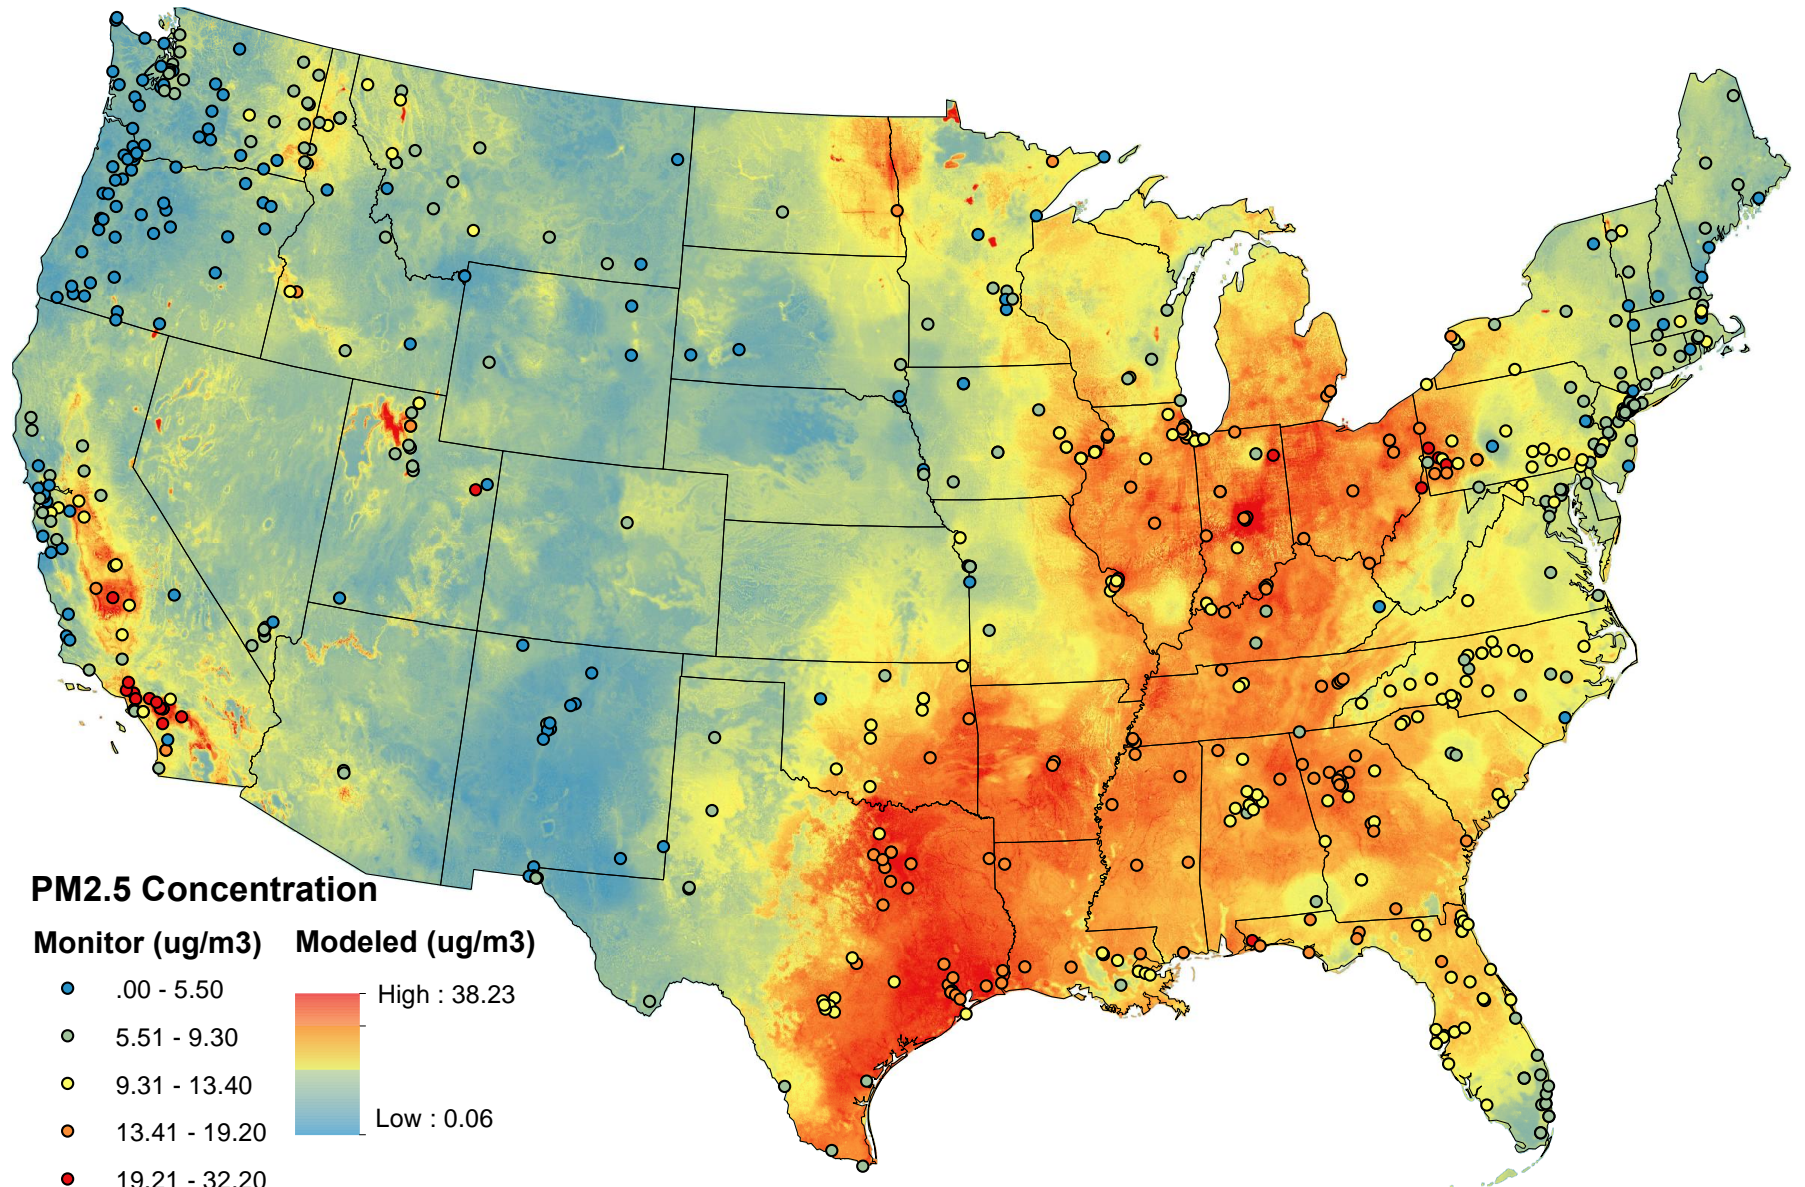 PM2.5 Concentration
Monitor (ug/m3) Modeled (ug/m3)
.00 - 5.50
High : 38.23
5.51 - 9.30
9.31 - 13.40
Low : 0.06
13.41 - 19.20
19.21 - 32.20